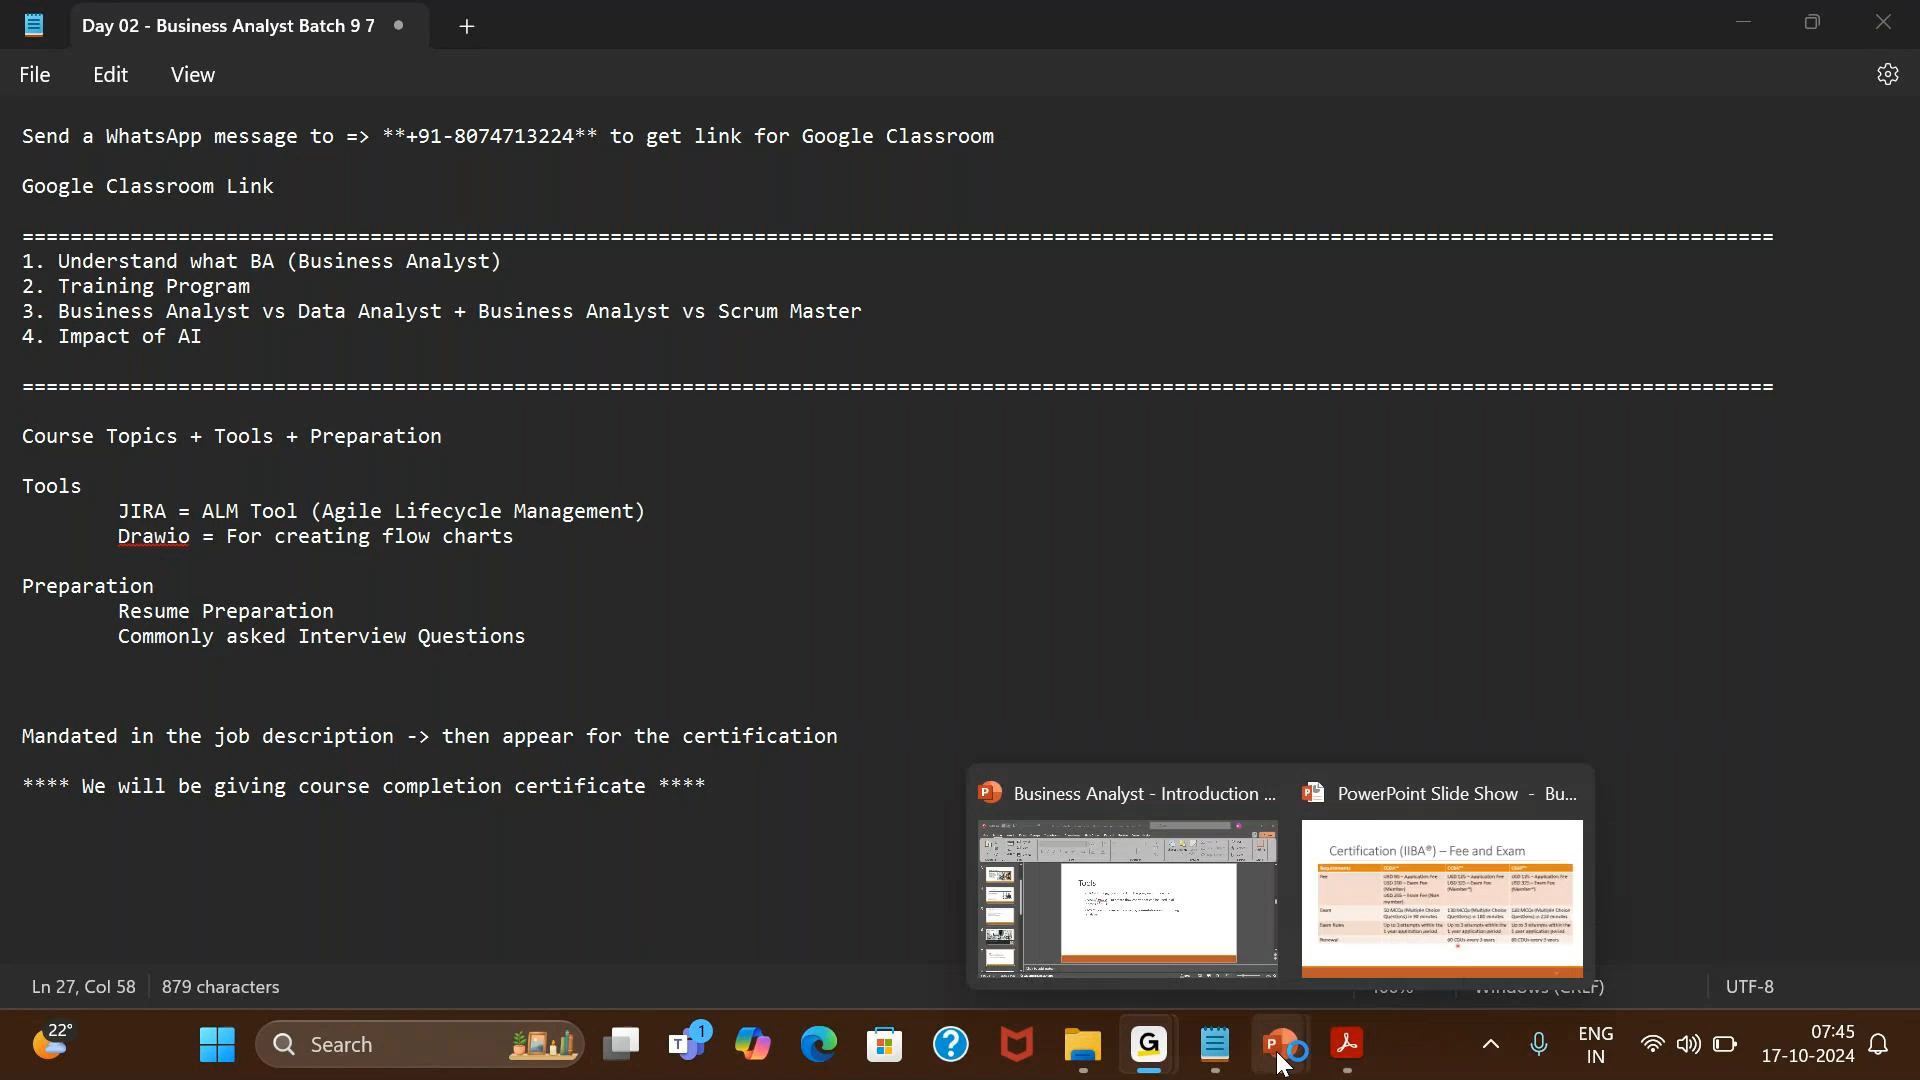 Day 02 - Business Analyst Batch 9 7
File Edit View
Send a WhatsApp message to => **+91-8074713224** to get link for Google Classroom
Google Classroom Link
==================================================================================================================================================
1. Understand what BA (Business Analyst)
2. Training Program
3. Business Analyst vs Data Analyst + Business Analyst vs Scrum Master
4. Impact of AI
==================================================================================================================================================
Course Topics + Tools + Preparation
Tools
JIRA = ALM Tool (Agile Lifecycle Management)
Drawio = For creating flow charts
Preparation
Resume Preparation
Commonly asked Interview Questions
Mandated in the job description -> then appear for the certification
**** We will be giving course completion certificate ****
Business Analyst - Introduction ...
PowerPoint Slide Show - Bu...
Tools
Certification (IIBA®) – Fee and Exam
Ln 27, Col 58 879 characters
UTF-8
22°
Search
1
ENG
IN
07:45
17-10-2024